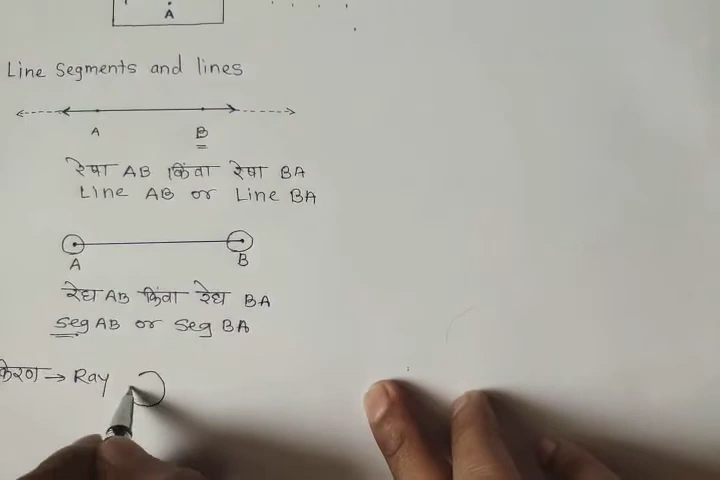 A
Line Segments and lines
A B
रेषा AB किंवा रेषा BA
Line AB or Line BA
A B
रेघ AB किंवा रेघ BA
seg AB or seg BA
किरण → Ray